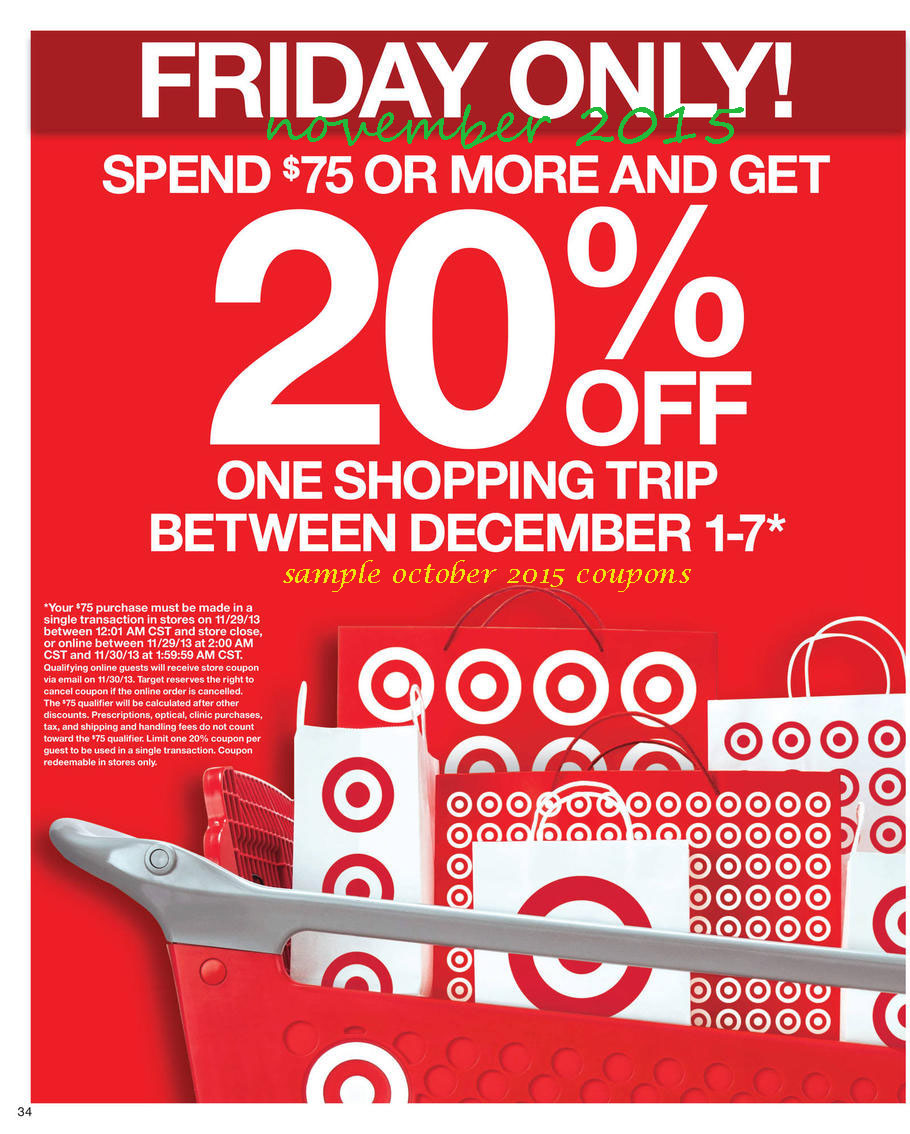 FRIDAY ONLY!
november 2015
SPEND $75 OR MORE AND GET
20%
OFF
ONE SHOPPING TRIP
BETWEEN DECEMBER 1-7*
sample october 2015 coupons
*Your $75 purchase must be made in a
single transaction in stores on 11/29/13
between 12:01 AM CST and store close,
or online between 11/29/13 at 2:00 AM
CST and 11/30/13 at 1:59:59 AM CST.
Qualifying online guests will receive store coupon
via email on 11/30/13. Target reserves the right to
cancel coupon if the online order is cancelled.
The $75 qualifier will be calculated after other
discounts. Prescriptions, optical, clinic purchases,
tax, and shipping and handling fees do not count
toward the $75 qualifier. Limit one 20% coupon per
guest to be used in a single transaction. Coupon
redeemable in stores only.
34